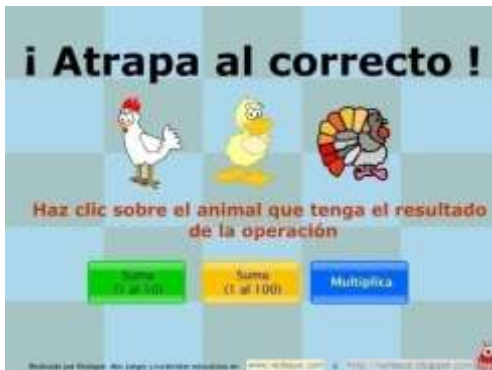 ¡ Atrapa al correcto !
Haz clic sobre el animal que tenga el resultado
de la operación
Suma
(1 al 10)
Suma
(1 al 100)
Multiplica